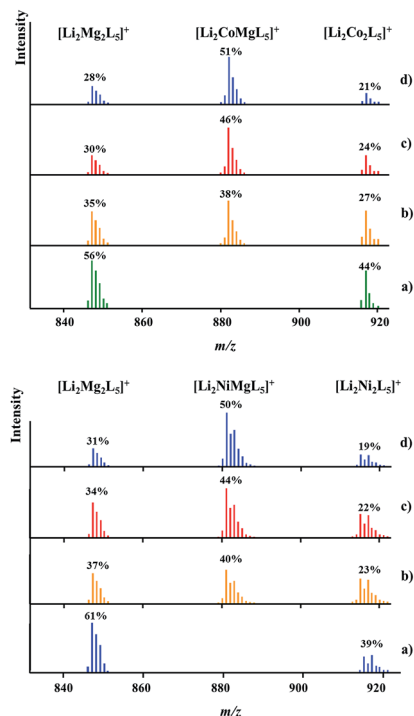 Intensity
[Li₂Mg₂L₅]⁺ [Li₂CoMgL₅]⁺ [Li₂Co₂L₅]⁺
28% 51% 21% d)
30% 46% 24% c)
35% 38% 27% b)
56% 44% a)
840 860 880 900 920
m/z
Intensity
[Li₂Mg₂L₅]⁺ [Li₂NiMgL₅]⁺ [Li₂Ni₂L₅]⁺
31% 50% 19% d)
34% 44% 22% c)
37% 40% 23% b)
61% 39% a)
840 860 880 900 920
m/z